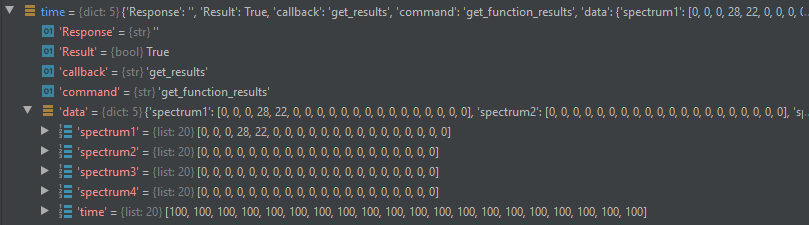 time = {dict: 5} {'Response': '', 'Result': True, 'callback': 'get_results', 'command': 'get_function_results', 'data': {'spectrum1': [0, 0, 0, 28, 22, 0, 0, 0, 0, (...
01 'Response' = {str} ''
01 'Result' = {bool} True
01 'callback' = {str} 'get_results'
01 'command' = {str} 'get_function_results'
'data' = {dict: 5} {'spectrum1': [0, 0, 0, 28, 22, 0, 0, 0, 0, 0, 0, 0, 0, 0, 0, 0, 0, 0, 0, 0], 'spectrum2': [0, 0, 0, 0, 0, 0, 0, 0, 0, 0, 0, 0, 0, 0, 0, 0, 0, 0, 0, 0], 'sp...
'spectrum1' = {list: 20} [0, 0, 0, 28, 22, 0, 0, 0, 0, 0, 0, 0, 0, 0, 0, 0, 0, 0, 0, 0]
'spectrum2' = {list: 20} [0, 0, 0, 0, 0, 0, 0, 0, 0, 0, 0, 0, 0, 0, 0, 0, 0, 0, 0, 0]
'spectrum3' = {list: 20} [0, 0, 0, 0, 0, 0, 0, 0, 0, 0, 0, 0, 0, 0, 0, 0, 0, 0, 0, 0]
'spectrum4' = {list: 20} [0, 0, 0, 0, 0, 0, 0, 0, 0, 0, 0, 0, 0, 0, 0, 0, 0, 0, 0, 0]
'time' = {list: 20} [100, 100, 100, 100, 100, 100, 100, 100, 100, 100, 100, 100, 100, 100, 100, 100, 100, 100, 100, 100]